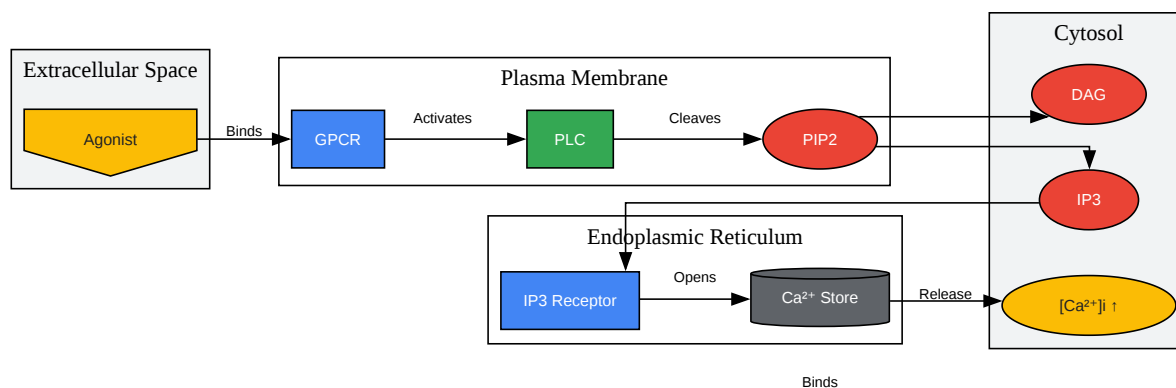 Extracellular Space
Agonist
Binds
Plasma Membrane
GPCR
Activates
PLC
Cleaves
PIP2
Cytosol
DAG
IP3
Endoplasmic Reticulum
IP3 Receptor
Opens
Ca²⁺ Store
Release
[Ca²⁺]i ↑
Binds